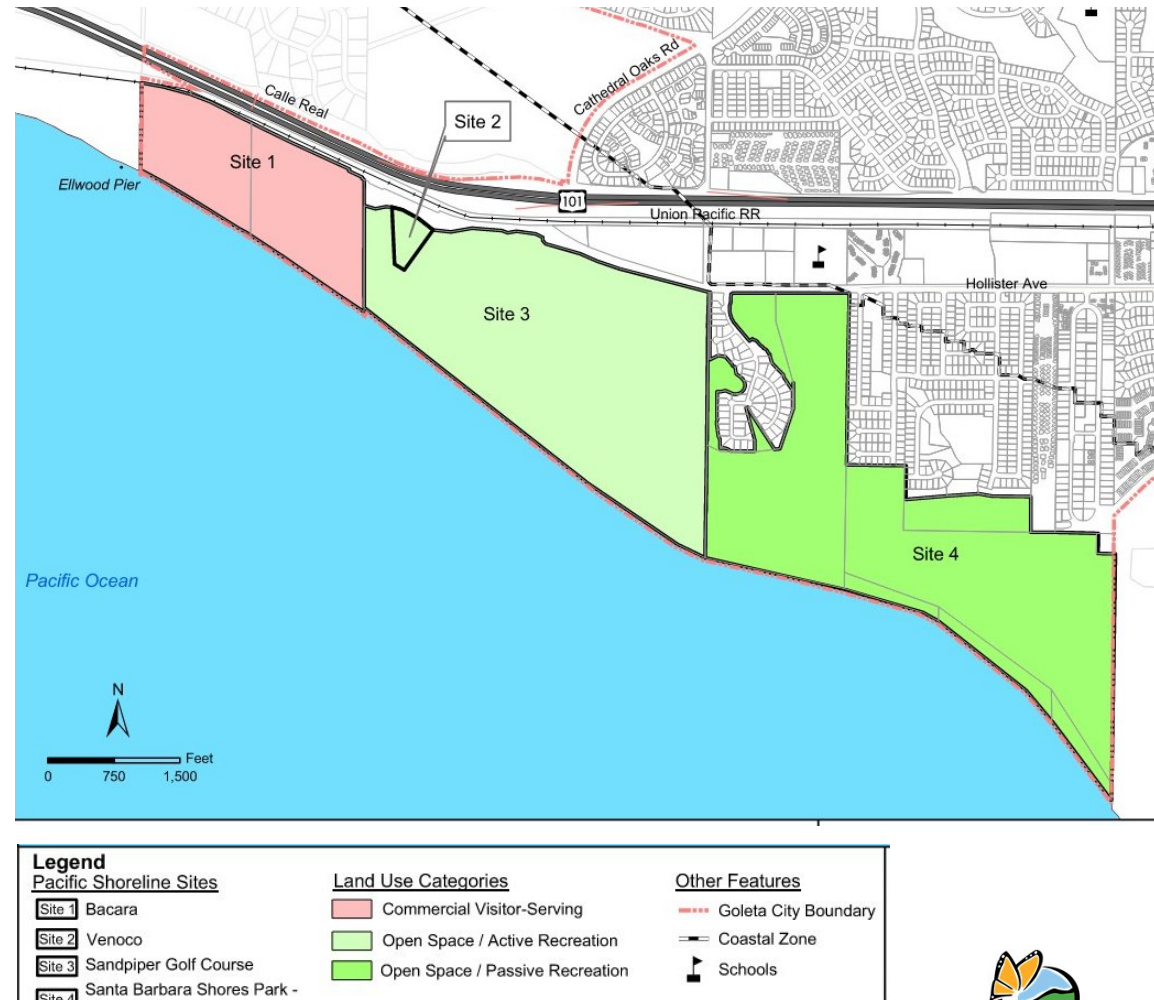 Cathedral Oaks Rd
Calle Real
Site 2
Site 1
Ellwood Pier
101
Union Pacific RR
Hollister Ave
Site 3
Site 4
Pacific Ocean
N
Feet
0 750 1,500
Legend
Pacific Shoreline Sites
Site 1 Bacara
Site 2 Venoco
Site 3 Sandpiper Golf Course
Site 4 Santa Barbara Shores Park -
Land Use Categories
Commercial Visitor-Serving
Open Space / Active Recreation
Open Space / Passive Recreation
Other Features
Goleta City Boundary
Coastal Zone
Schools